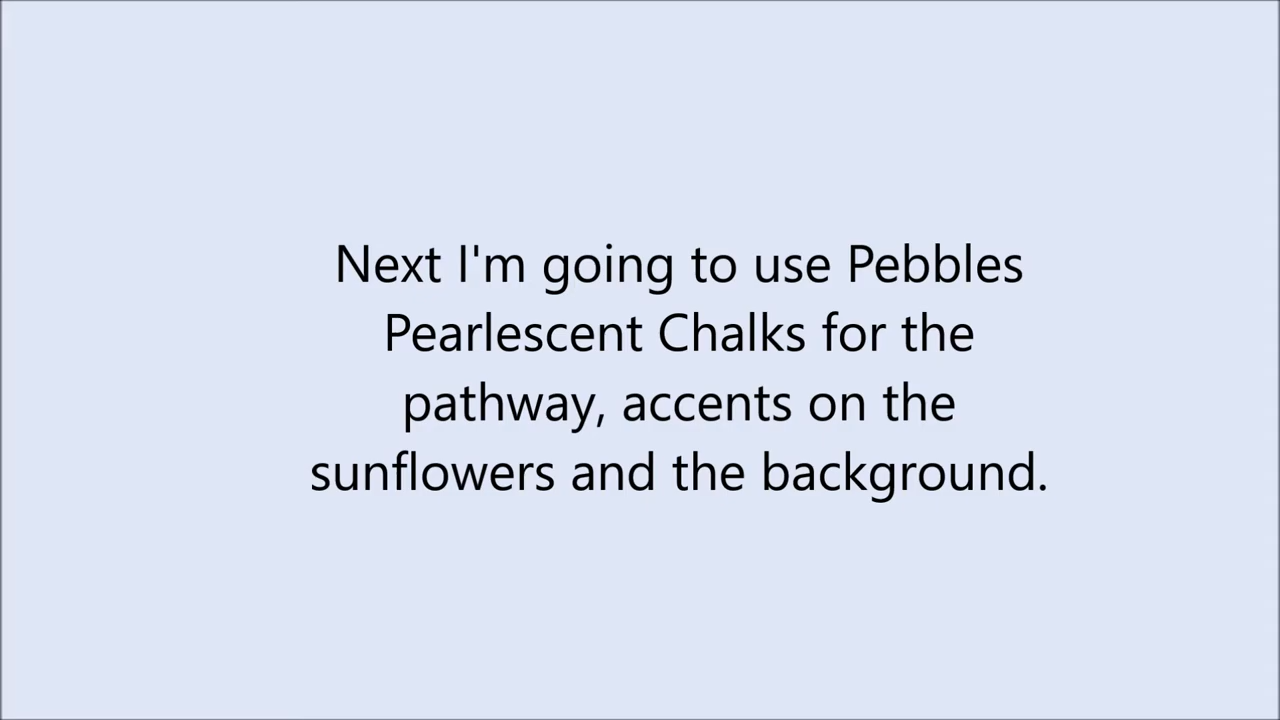 Next I'm going to use Pebbles
Pearlescent Chalks for the
pathway, accents on the
sunflowers and the background.